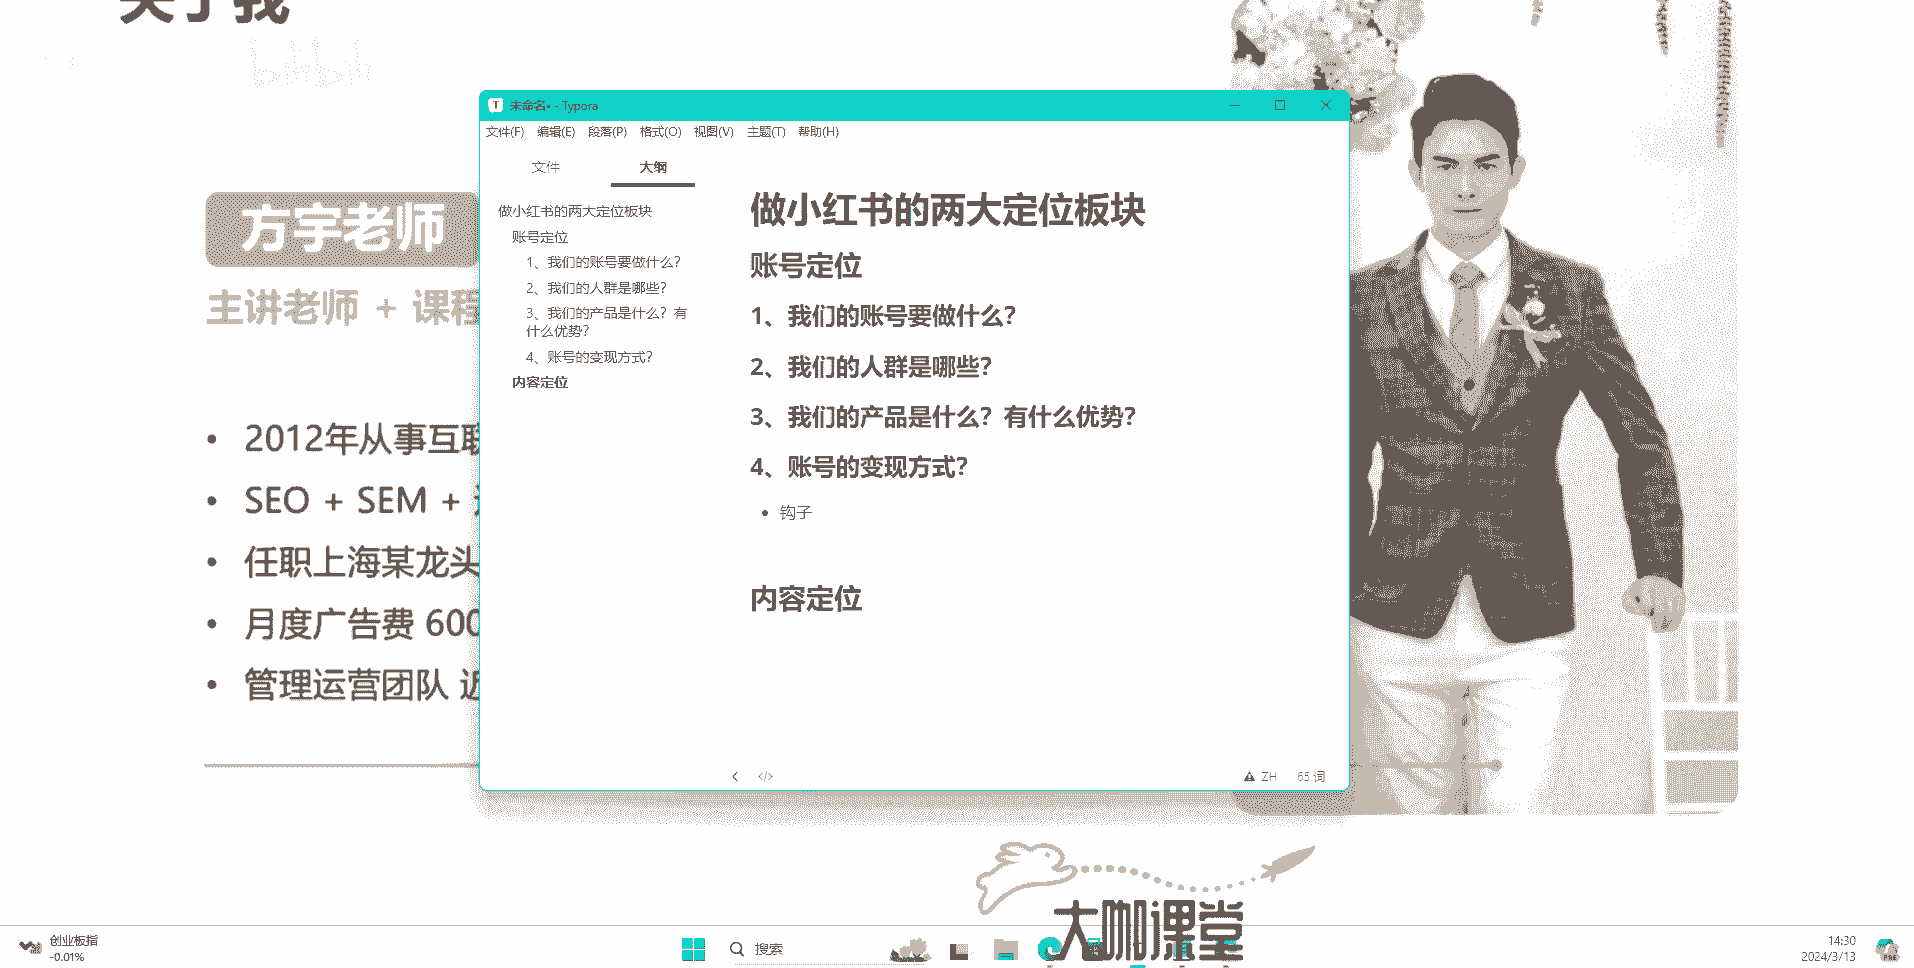 关于我
bilibili
方宇老师
主讲老师 + 课程
2012年从事互联
SEO + SEM +
任职上海某龙头
月度广告费 600
管理运营团队 近
未命名• - Typora
文件(F) 编辑(E) 段落(P) 格式(O) 视图(V) 主题(T) 帮助(H)
文件 大纲
做小红书的两大定位板块
账号定位
1、我们的账号要做什么？
2、我们的人群是哪些？
3、我们的产品是什么？有
什么优势？
4、账号的变现方式？
内容定位
做小红书的两大定位板块
账号定位
1、我们的账号要做什么？
2、我们的人群是哪些？
3、我们的产品是什么？有什么优势？
4、账号的变现方式？
钩子
内容定位
ZH 65 词
大咖课堂
创业板指
-0.01%
搜索
14:30
2024/3/13